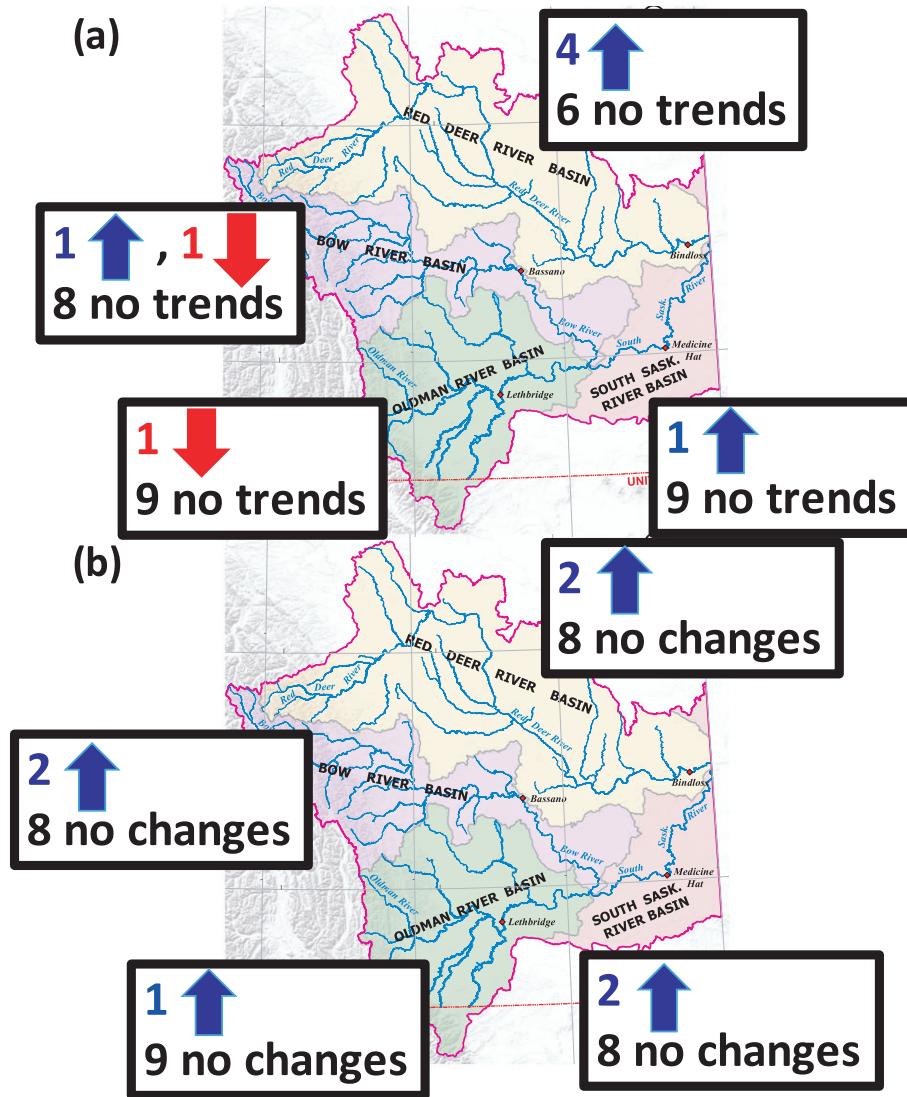 (a)
4
6 no trends
RED DEER RIVER BASIN
Red Deer River
Red Deer River
1 , 1
8 no trends
BOW RIVER BASIN
Bassano
Bindloss
Bow River
South Sask. River
Medicine Hat
Oldman River
OLDMAN RIVER BASIN
Lethbridge
SOUTH SASK.
RIVER BASIN
1
9 no trends
1
9 no trends
(b)
2
8 no changes
RED DEER RIVER BASIN
Red Deer River
Red Deer River
2
8 no changes
BOW RIVER BASIN
Bassano
Bindloss
Bow River
South Sask. River
Medicine Hat
Oldman River
OLDMAN RIVER BASIN
Lethbridge
SOUTH SASK.
RIVER BASIN
1
9 no changes
2
8 no changes